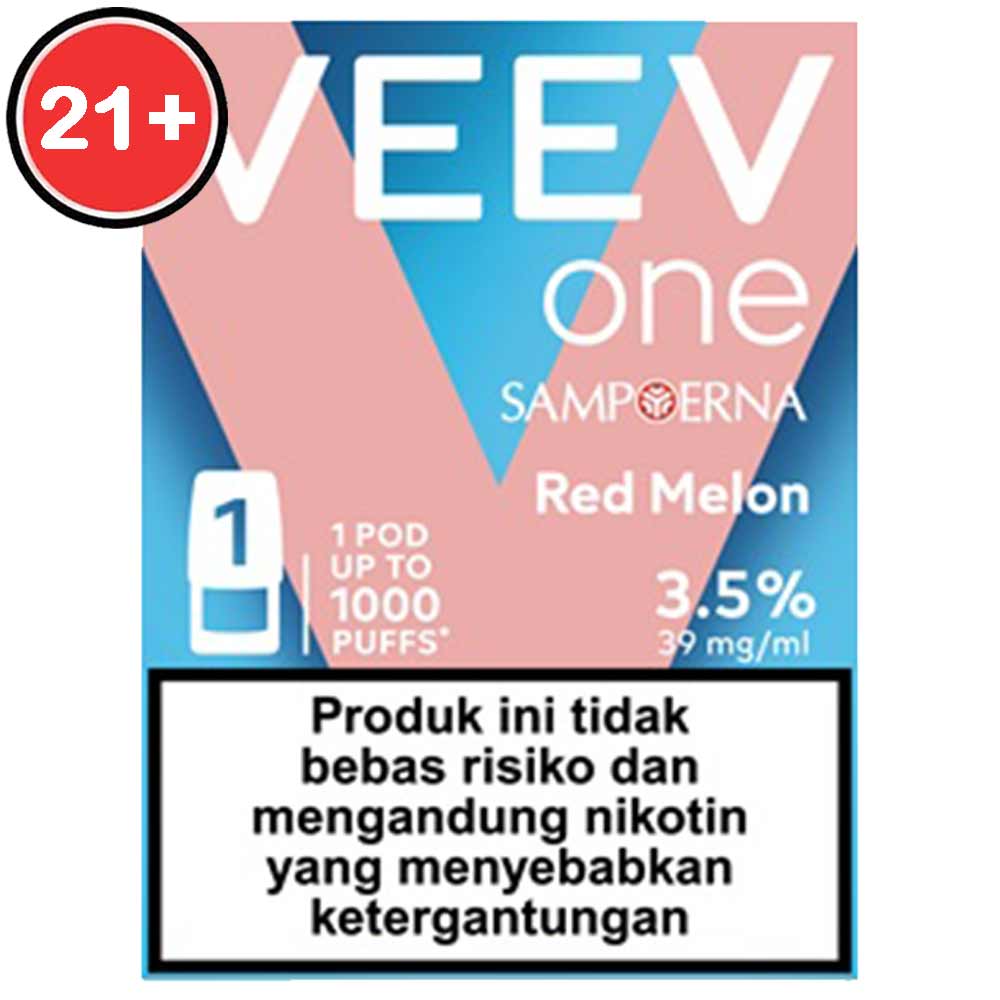 21+
VEEV
one
SAMPOERNA
Red Melon
1
1 POD
UP TO
1000
PUFFS*
3.5%
39 mg/ml
Produk ini tidak
bebas risiko dan
mengandung nikotin
yang menyebabkan
ketergantungan